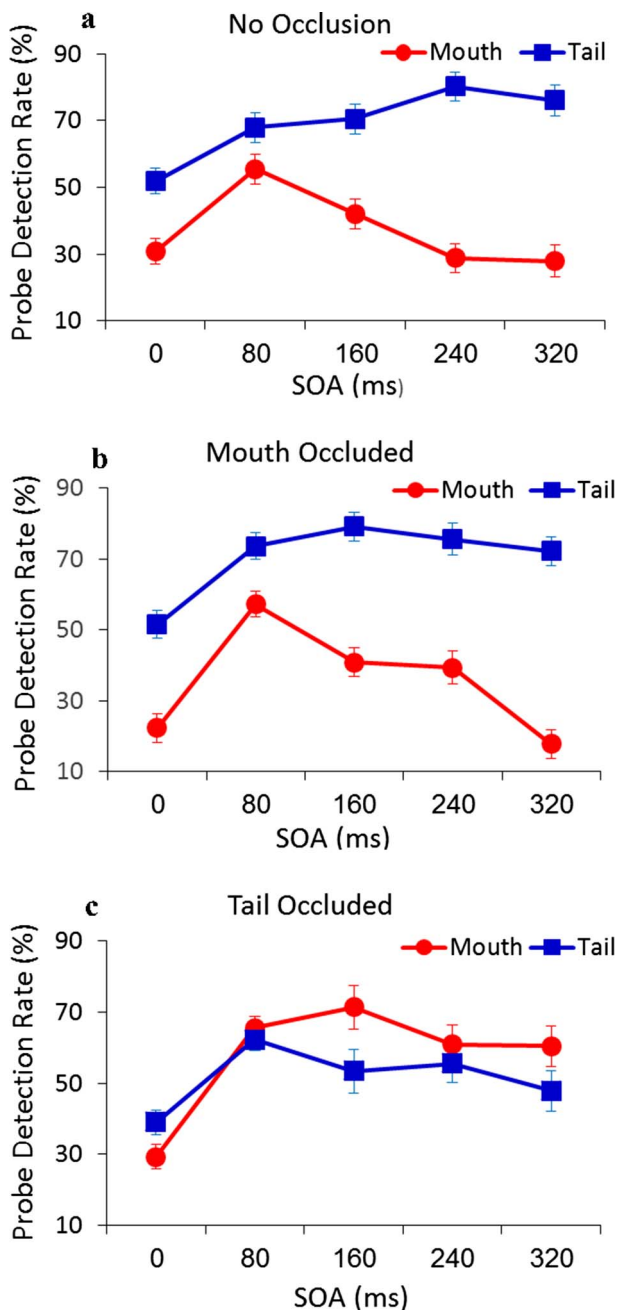 a
No Occlusion
Mouth Tail
Probe Detection Rate (%)
90
70
50
30
10
0 80 160 240 320
SOA (ms)
b
Mouth Occluded
Mouth Tail
Probe Detection Rate (%)
90
70
50
30
10
0 80 160 240 320
SOA (ms)
c
Tail Occluded
Mouth Tail
Probe Detection Rate (%)
90
70
50
30
10
0 80 160 240 320
SOA (ms)